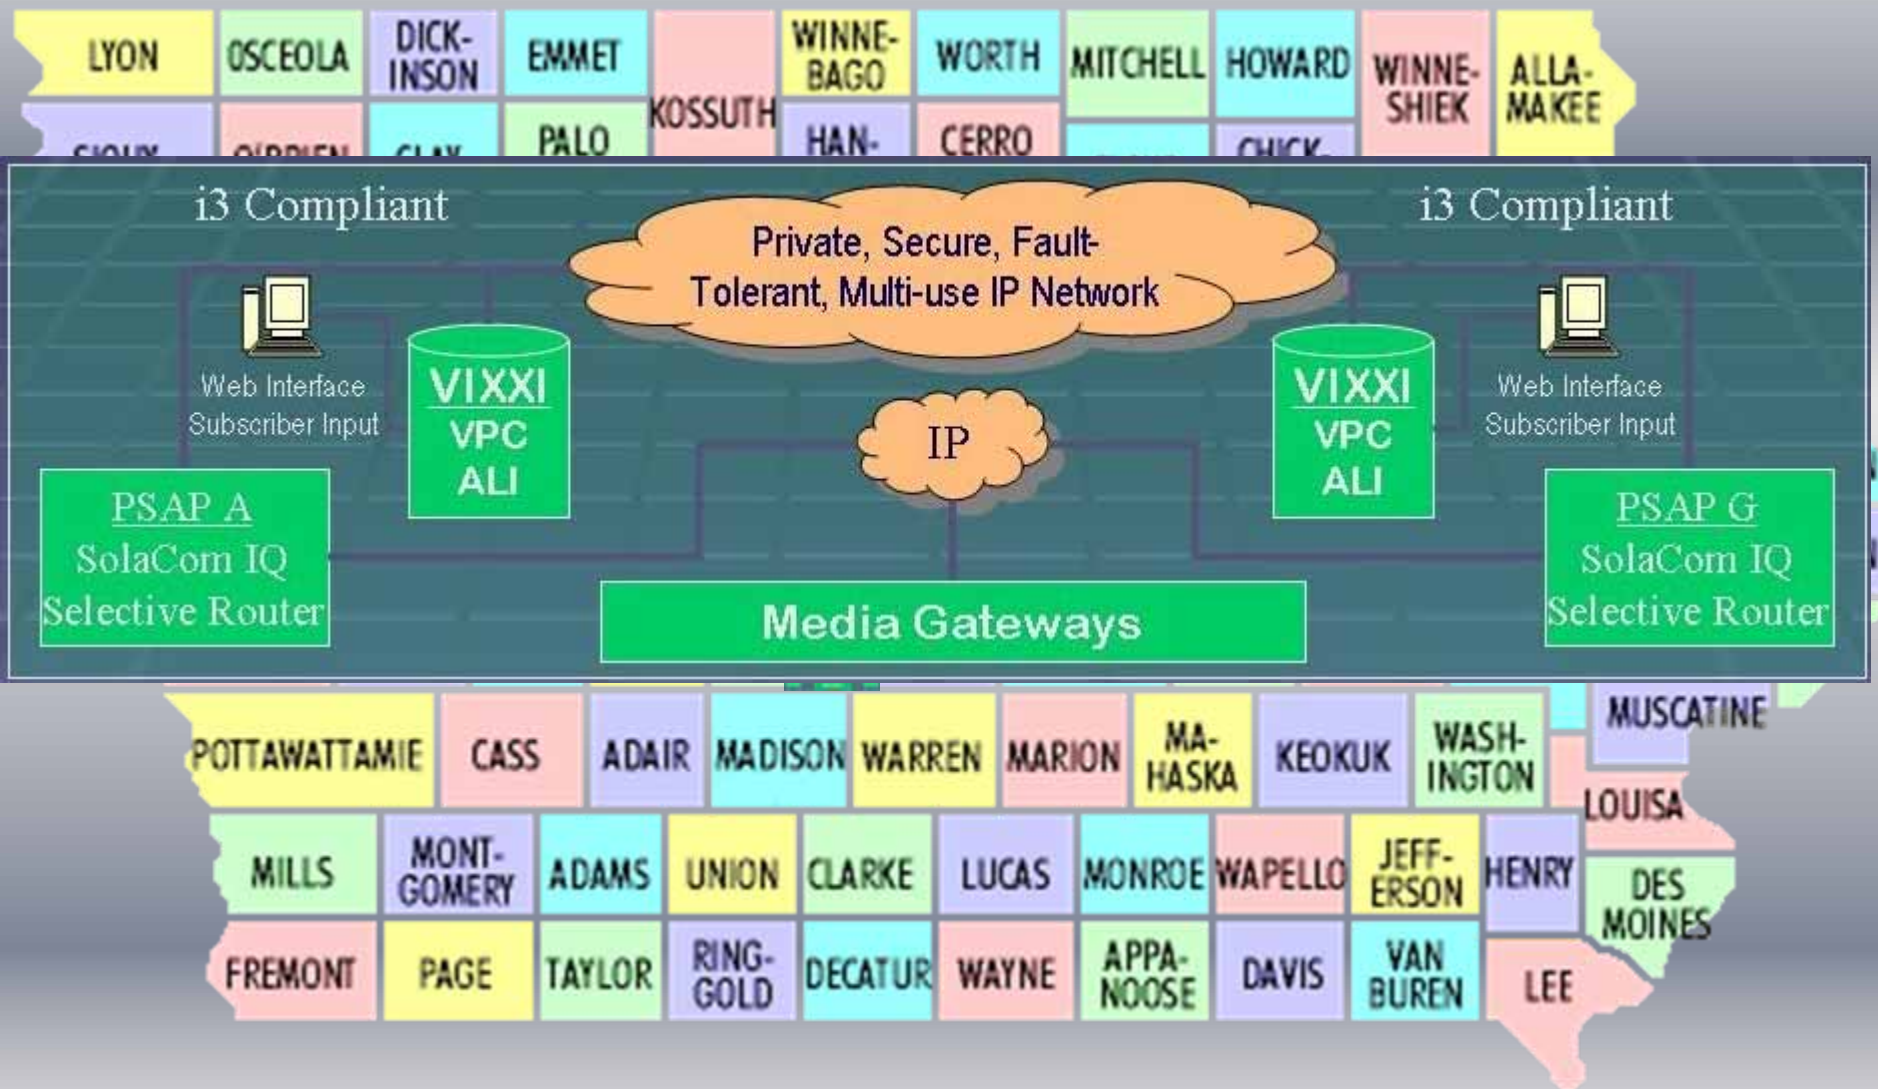 LYON
OSCEOLA
DICK-
INSON
EMMET
KOSSUTH
WINNE-
BAGO
WORTH
MITCHELL
HOWARD
WINNE-
SHIEK
ALLA-
MAKEE
SIOUX
O'BRIEN
CLAY
PALO
HAN-
CERRO
CHICK-
i3 Compliant
Private, Secure, Fault-
Tolerant, Multi-use IP Network
i3 Compliant
Web Interface
Subscriber Input
VIXXI
VPC
ALI
IP
VIXXI
VPC
ALI
Web Interface
Subscriber Input
PSAP A
SolaCom IQ
Selective Router
Media Gateways
PSAP G
SolaCom IQ
Selective Router
POTTAWATTAMIE
CASS
ADAIR
MADISON
WARREN
MARION
MA-
HASKA
KEOKUK
WASH-
INGTON
MUSCATINE
LOUISA
MILLS
MONT-
GOMERY
ADAMS
UNION
CLARKE
LUCAS
MONROE
WAPELLO
JEFF-
ERSON
HENRY
DES
MOINES
FREMONT
PAGE
TAYLOR
RING-
GOLD
DECATUR
WAYNE
APPA-
NOOSE
DAVIS
VAN
BUREN
LEE